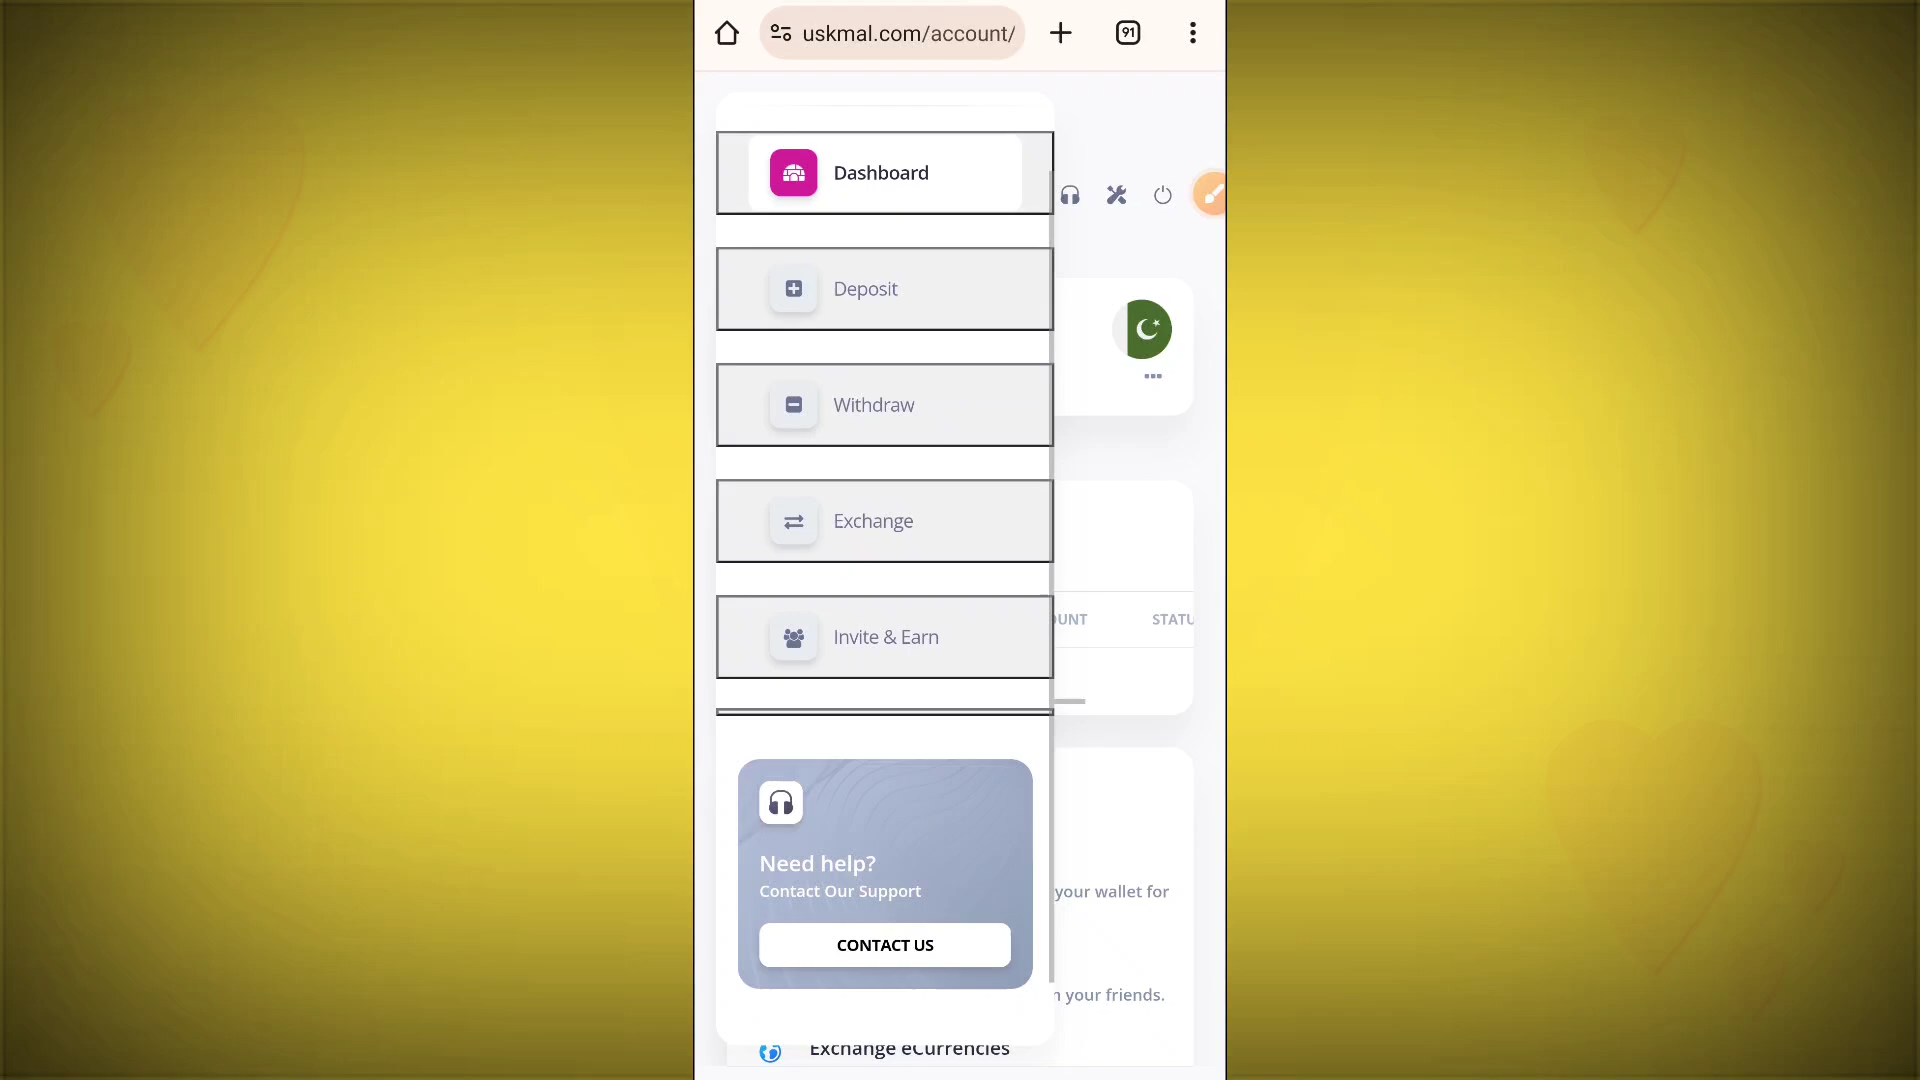 uskmal.com/account/
91
Dashboard
Deposit
Withdraw
Exchange
Invite & Earn
STATU
Need help?
Contact Our Support
your wallet for
CONTACT US
your friends.
Exchange eCurrencies